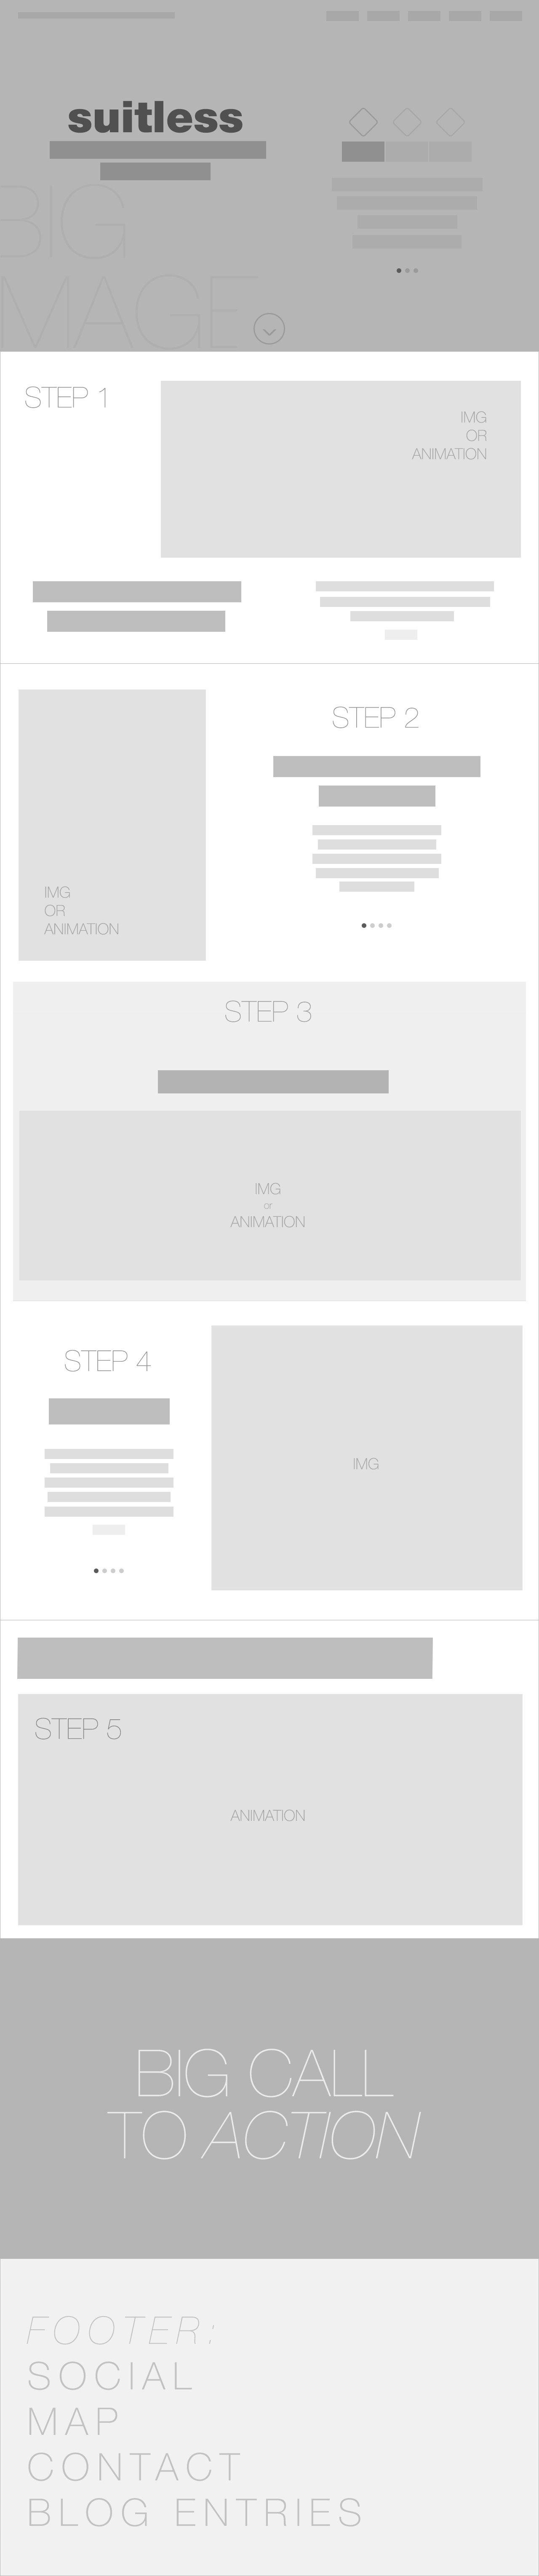 suitless
BIG
IMAGE
STEP 1
IMG
OR
ANIMATION
STEP 2
IMG
OR
ANIMATION
STEP 3
IMG
or
ANIMATION
STEP 4
IMG
STEP 5
ANIMATION
BIG CALL
TO ACTION
FOOTER:
SOCIAL
MAP
CONTACT
BLOG ENTRIES